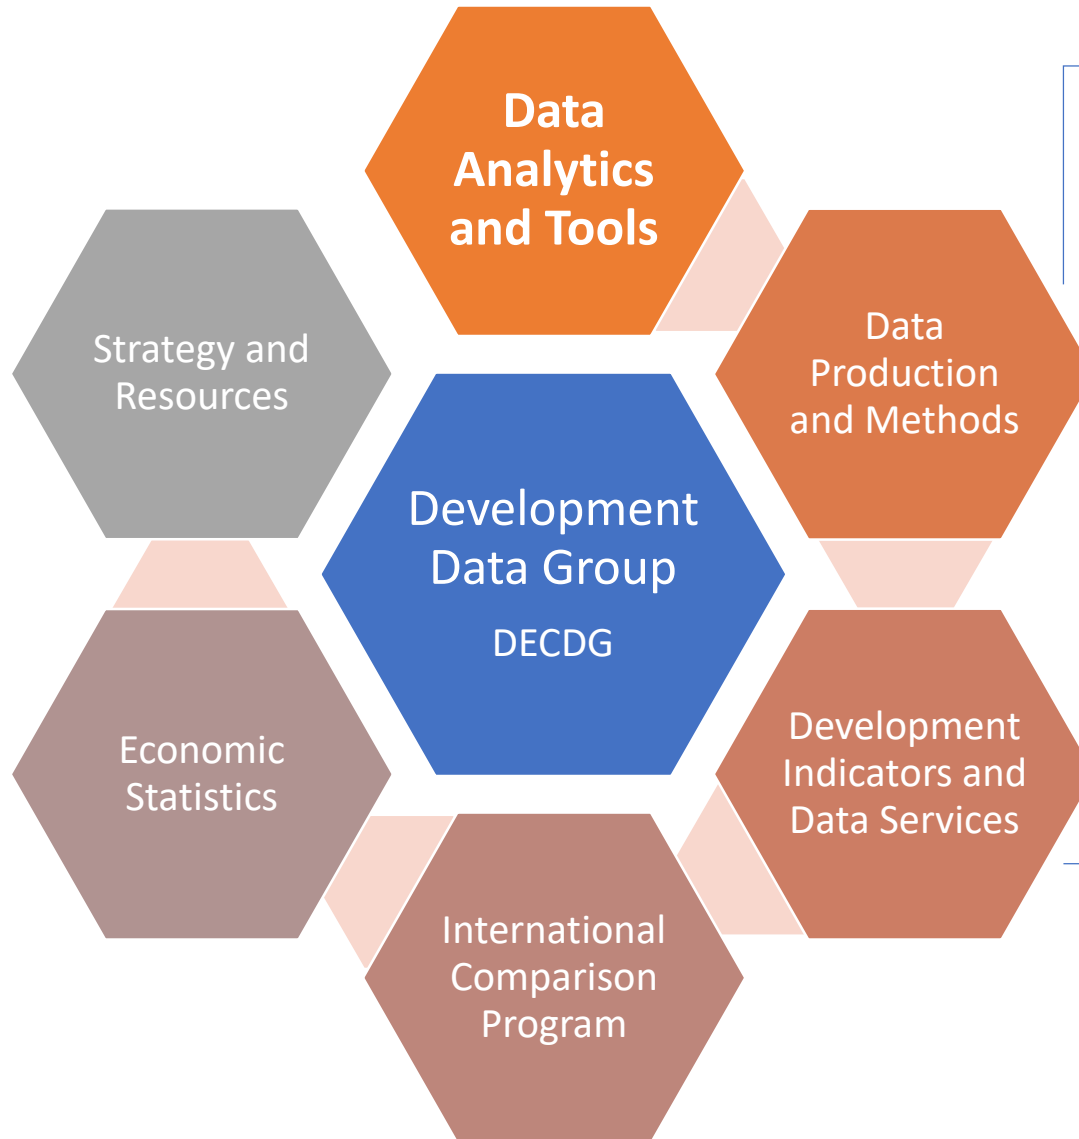 Data
Analytics
and Tools
Data
Production
and Methods
Development
Indicators and
Data Services
International
Comparison
Program
Economic
Statistics
Strategy and
Resources
Development
Data Group
DECDG